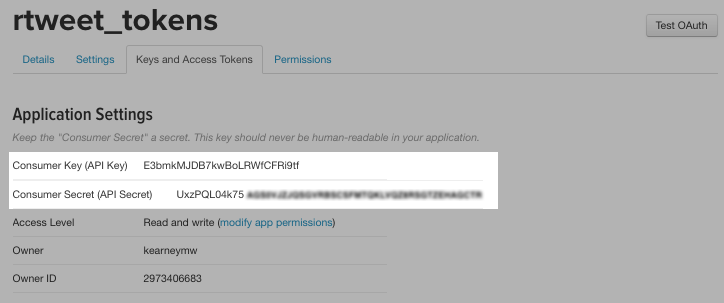 rtweet_tokens
Test OAuth
Details Settings Keys and Access Tokens Permissions
Application Settings
Keep the "Consumer Secret" a secret. This key should never be human-readable in your application.
Consumer Key (API Key) E3bmkMJDB7kwBoLRWfCFRi9tf
Consumer Secret (API Secret) UxzPQL04k75
Access Level Read and write (modify app permissions)
Owner kearneymw
Owner ID 2973406683